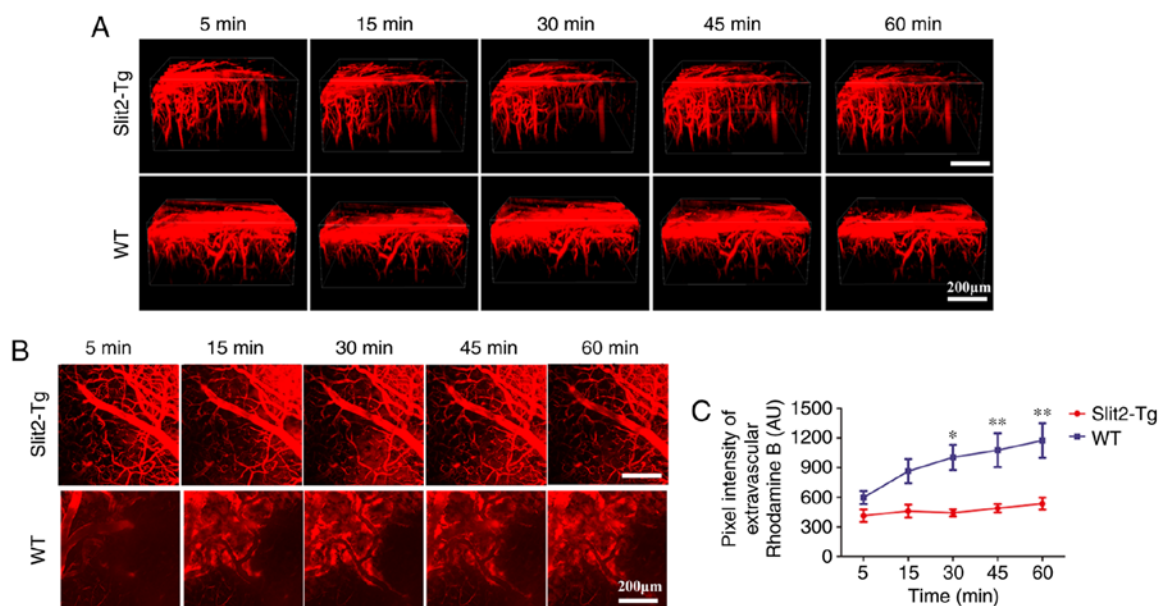 A
5 min 15 min 30 min 45 min 60 min
Slit2-Tg
WT
200µm
B
5 min 15 min 30 min 45 min 60 min
Slit2-Tg
WT
200µm
C
Pixel intensity of
extravascular
Rhodamine B (AU)
1500
1200
900
600
300
0
* ** **
Slit2-Tg
WT
5 15 30 45 60
Time (min)